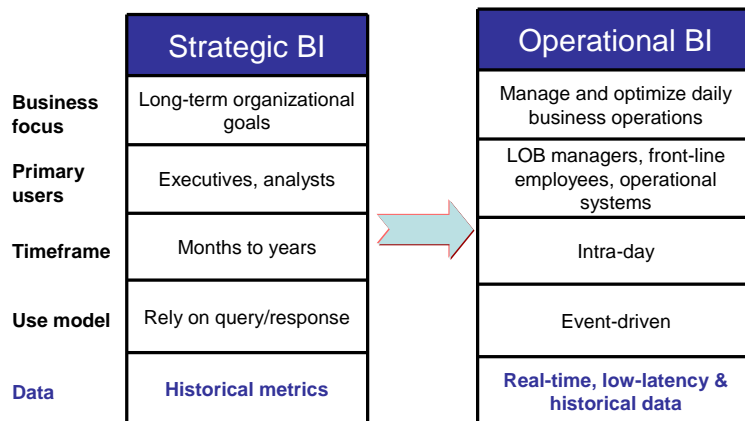 Strategic BI
Operational BI
Business
focus
Long-term organizational
goals
Manage and optimize daily
business operations
Primary
users
Executives, analysts
LOB managers, front-line
employees, operational
systems
Timeframe
Months to years
Intra-day
Use model
Rely on query/response
Event-driven
Data
Historical metrics
Real-time, low-latency &
historical data